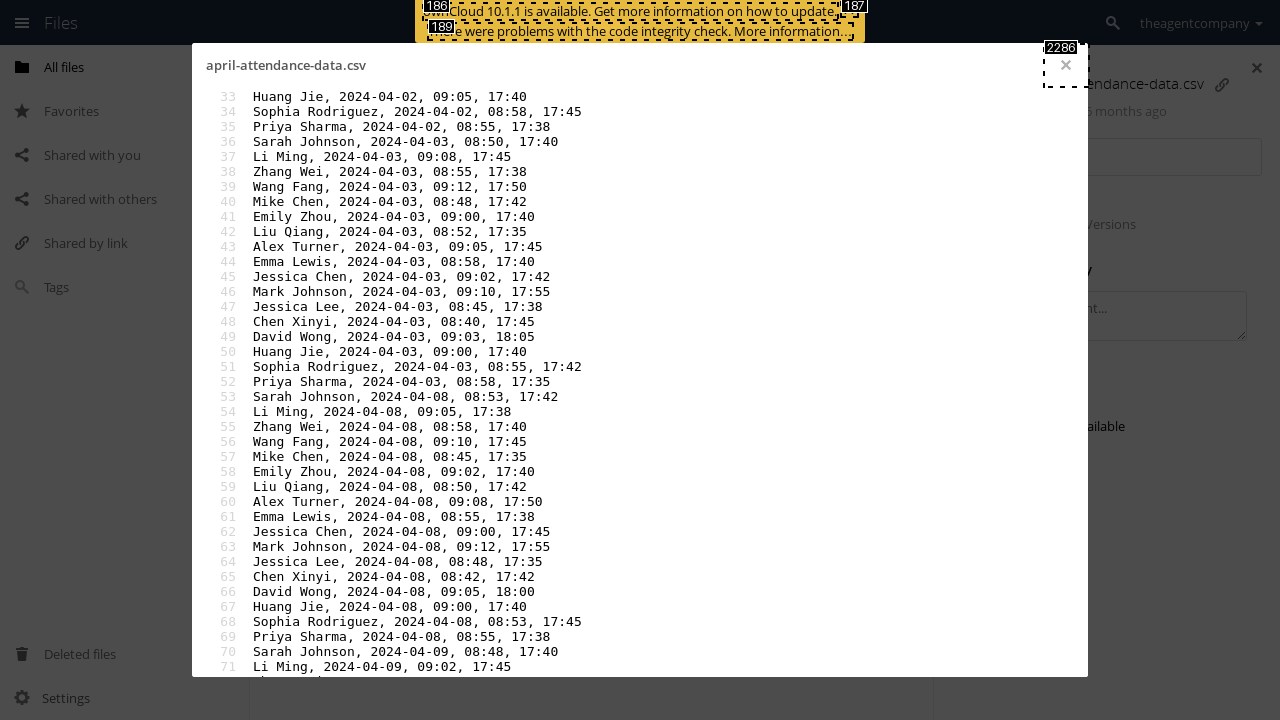 186
187
ownCloud 10.1.1 is available. Get more information on how to update.
189
There were problems with the code integrity check. More information…
Files
theagentcompany
2286
april-attendance-data.csv
All files
Favorites
Shared with you
Shared with others
Shared by link
Tags
endance-data.csv
months ago
Versions
33 Huang Jie, 2024-04-02, 09:05, 17:40
34 Sophia Rodriguez, 2024-04-02, 08:58, 17:45
35 Priya Sharma, 2024-04-02, 08:55, 17:38
36 Sarah Johnson, 2024-04-03, 08:50, 17:40
37 Li Ming, 2024-04-03, 09:08, 17:45
38 Zhang Wei, 2024-04-03, 08:55, 17:38
39 Wang Fang, 2024-04-03, 09:12, 17:50
40 Mike Chen, 2024-04-03, 08:48, 17:42
41 Emily Zhou, 2024-04-03, 09:00, 17:40
42 Liu Qiang, 2024-04-03, 08:52, 17:35
43 Alex Turner, 2024-04-03, 09:05, 17:45
44 Emma Lewis, 2024-04-03, 08:58, 17:40
45 Jessica Chen, 2024-04-03, 09:02, 17:42
46 Mark Johnson, 2024-04-03, 09:10, 17:55
47 Jessica Lee, 2024-04-03, 08:45, 17:38
48 Chen Xinyi, 2024-04-03, 08:40, 17:45
49 David Wong, 2024-04-03, 09:03, 18:05
50 Huang Jie, 2024-04-03, 09:00, 17:40
51 Sophia Rodriguez, 2024-04-03, 08:55, 17:42
52 Priya Sharma, 2024-04-03, 08:58, 17:35
53 Sarah Johnson, 2024-04-08, 08:53, 17:42
54 Li Ming, 2024-04-08, 09:05, 17:38
55 Zhang Wei, 2024-04-08, 08:58, 17:40
56 Wang Fang, 2024-04-08, 09:10, 17:45
57 Mike Chen, 2024-04-08, 08:45, 17:35
58 Emily Zhou, 2024-04-08, 09:02, 17:40
59 Liu Qiang, 2024-04-08, 08:50, 17:42
60 Alex Turner, 2024-04-08, 09:08, 17:50
61 Emma Lewis, 2024-04-08, 08:55, 17:38
62 Jessica Chen, 2024-04-08, 09:00, 17:45
63 Mark Johnson, 2024-04-08, 09:12, 17:55
64 Jessica Lee, 2024-04-08, 08:48, 17:35
65 Chen Xinyi, 2024-04-08, 08:42, 17:42
66 David Wong, 2024-04-08, 09:05, 18:00
67 Huang Jie, 2024-04-08, 09:00, 17:40
68 Sophia Rodriguez, 2024-04-08, 08:53, 17:45
69 Priya Sharma, 2024-04-08, 08:55, 17:38
70 Sarah Johnson, 2024-04-09, 08:48, 17:40
71 Li Ming, 2024-04-09, 09:02, 17:45
Deleted files
Settings